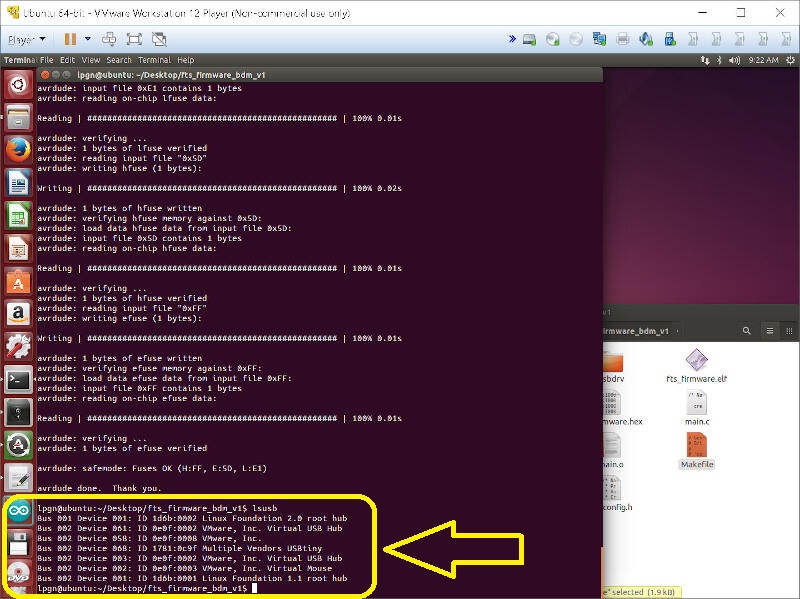 Ubuntu 64-bit - VMware Workstation 12 Player (Non-commercial use only)
Player
Terminal File Edit View Search Terminal Help
9:22 AM
lpgn@ubuntu: ~/Desktop/fts_firmware_bdm_v1
avrdude: input file 0xE1 contains 1 bytes
avrdude: reading on-chip lfuse data:
Reading | ################################################## | 100% 0.01s
avrdude: verifying ...
avrdude: 1 bytes of lfuse verified
avrdude: reading input file "0x5D"
avrdude: writing hfuse (1 bytes):
Writing | ################################################## | 100% 0.02s
avrdude: 1 bytes of hfuse written
avrdude: verifying hfuse memory against 0x5D:
avrdude: load data hfuse data from input file 0x5D:
avrdude: input file 0x5D contains 1 bytes
avrdude: reading on-chip hfuse data:
Reading | ################################################## | 100% 0.01s
avrdude: verifying ...
avrdude: 1 bytes of hfuse verified
avrdude: reading input file "0xFF"
avrdude: writing efuse (1 bytes):
Writing | ################################################## | 100% 0.01s
avrdude: 1 bytes of efuse written
avrdude: verifying efuse memory against 0xFF:
avrdude: load data efuse data from input file 0xFF:
avrdude: input file 0xFF contains 1 bytes
avrdude: reading on-chip efuse data:
Reading | ################################################## | 100% 0.01s
avrdude: verifying ...
avrdude: 1 bytes of efuse verified
avrdude: safemode: Fuses OK (H:FF, E:5D, L:E1)
avrdude done.  Thank you.
lpgn@ubuntu:~/Desktop/fts_firmware_bdm_v1$ lsusb
Bus 001 Device 001: ID 1d6b:0002 Linux Foundation 2.0 root hub
Bus 002 Device 061: ID 0e0f:0002 VMware, Inc. Virtual USB Hub
Bus 002 Device 058: ID 0e0f:0008 VMware, Inc.
Bus 002 Device 068: ID 1781:0c9f Multiple Vendors USBtiny
Bus 002 Device 003: ID 0e0f:0002 VMware, Inc. Virtual USB Hub
Bus 002 Device 002: ID 0e0f:0003 VMware, Inc. Virtual Mouse
Bus 002 Device 001: ID 1d6b:0001 Linux Foundation 1.1 root hub
lpgn@ubuntu:~/Desktop/fts_firmware_bdm_v1$
v1
irmware_bdm_v1
sbdrv
fts_firmware.elf
mware.hex
main.c
ain.o
Makefile
config.h
e" selected (1.9 kB)